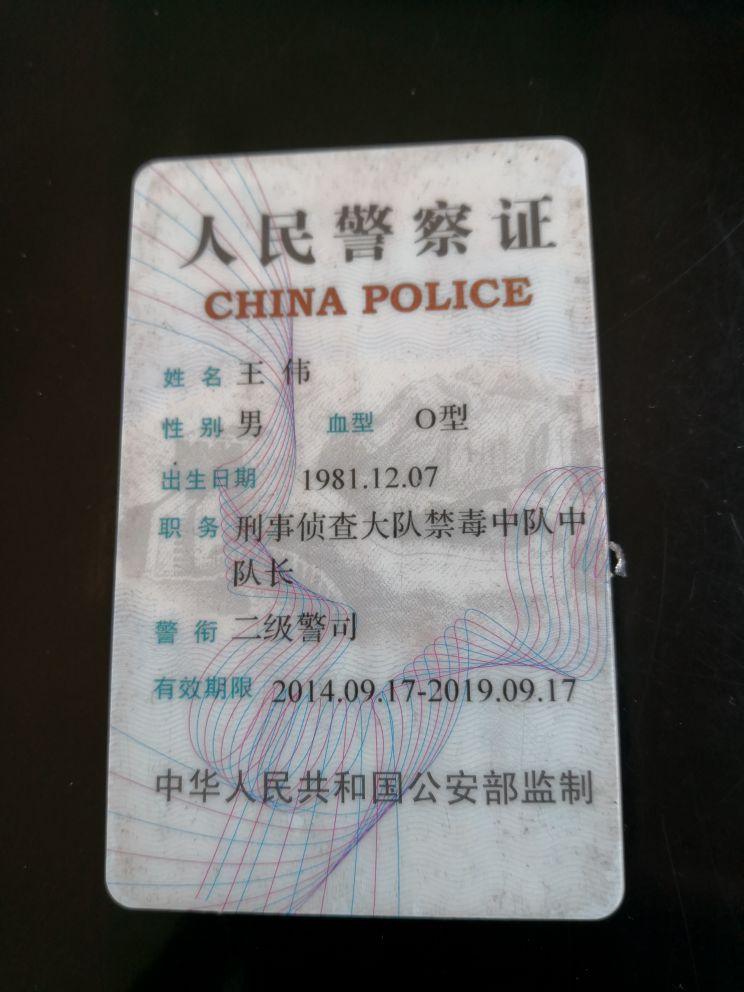 人民警察证
CHINA POLICE
姓 名 王 伟
性 别 男 血型 O型
出生日期 1981.12.07
职 务 刑事侦查大队禁毒中队中
队长
警 衔 二级警司
有效期限 2014.09.17-2019.09.17
中华人民共和国公安部监制